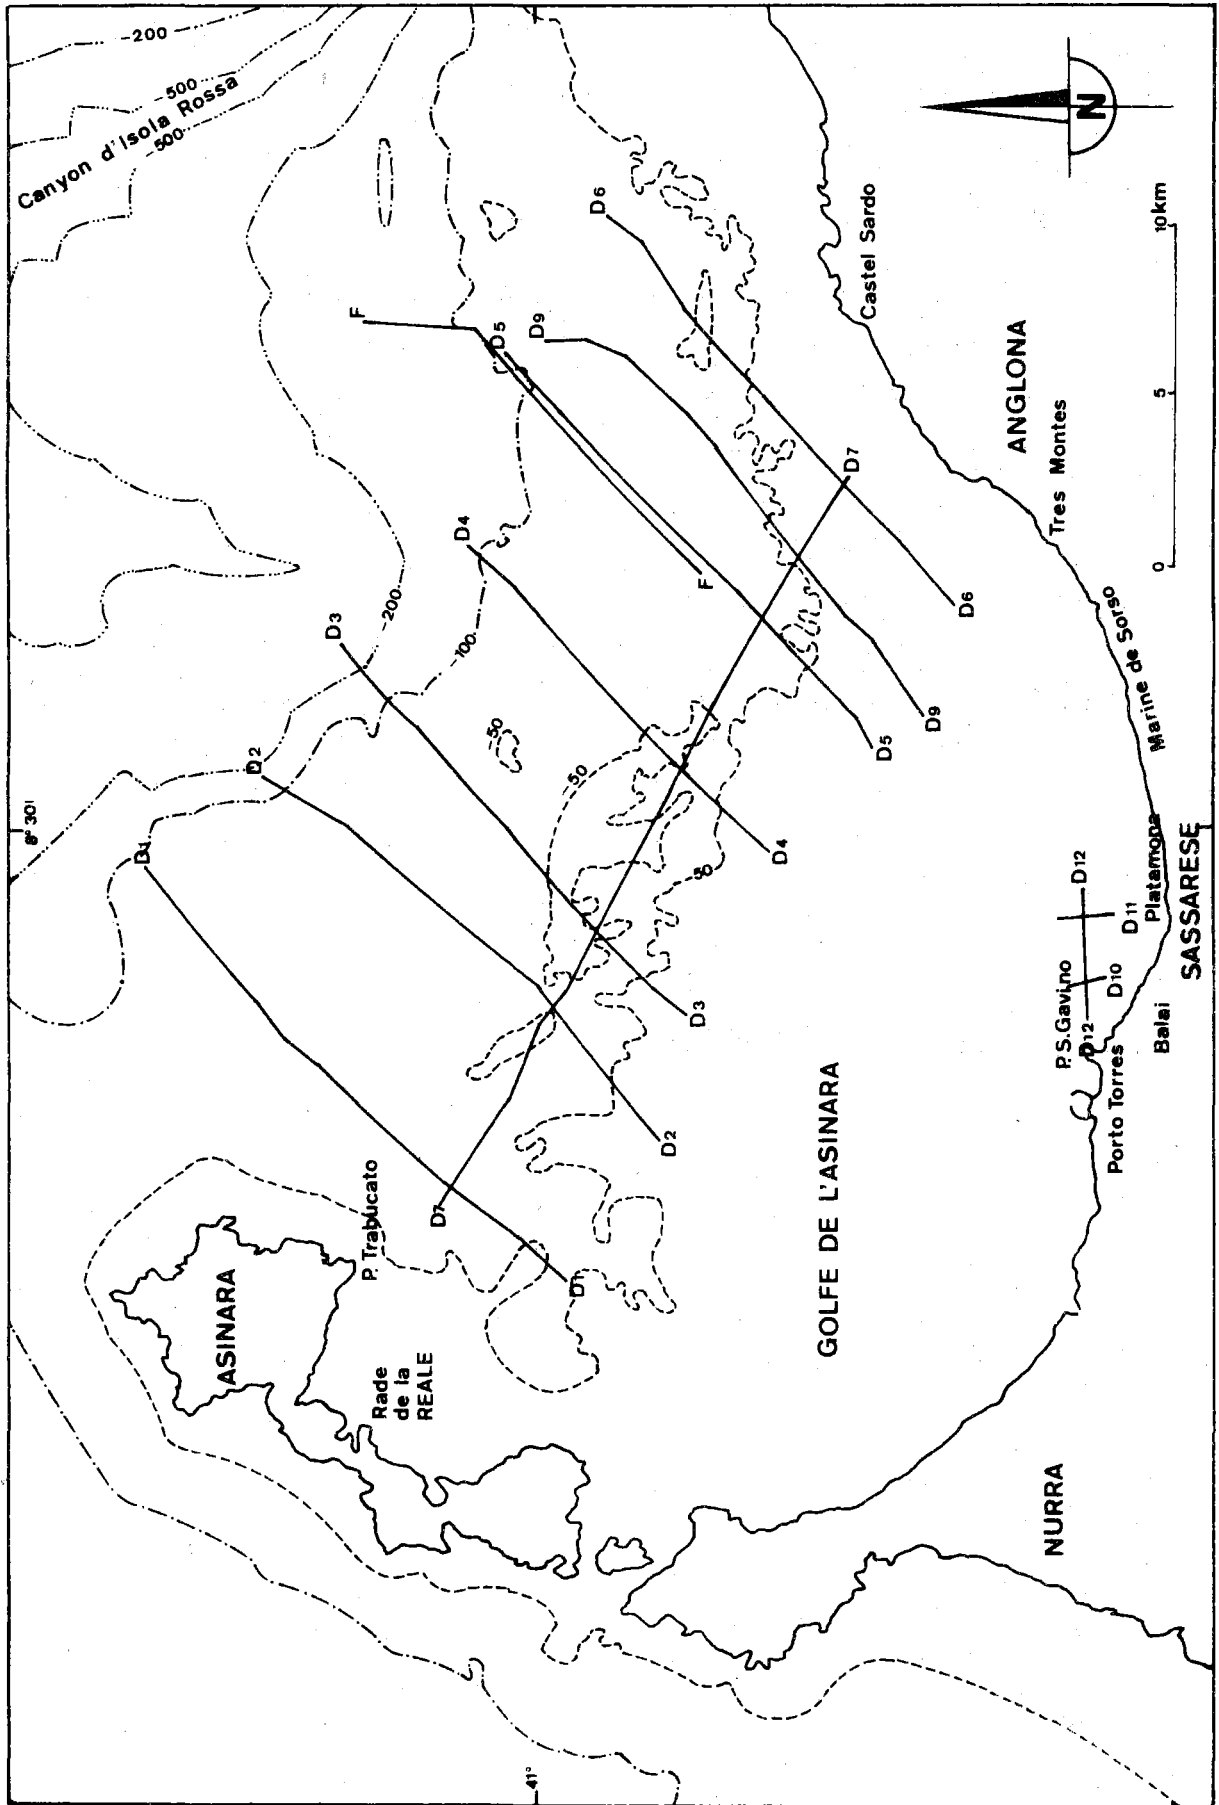 -200
-500
Canyon d'Isola Rossa
-500
N
D6
Castel Sardo
10km
F
D5
D9
ANGLONA
Tres Montes
5
D7
D4
F
0
D6
-200
D3
-100
Marine de Sorso
-50
D9
D5
D2
-50
8°30'
D1
D4
50
Platamona
SASSARESE
D12
D11
D3
P.S.Gavino
D10
D12
Balai
Porto Torres
D2
GOLFE DE L'ASINARA
D7
P. Trabucato
D1
ASINARA
Rade
de la
REALE
NURRA
41°